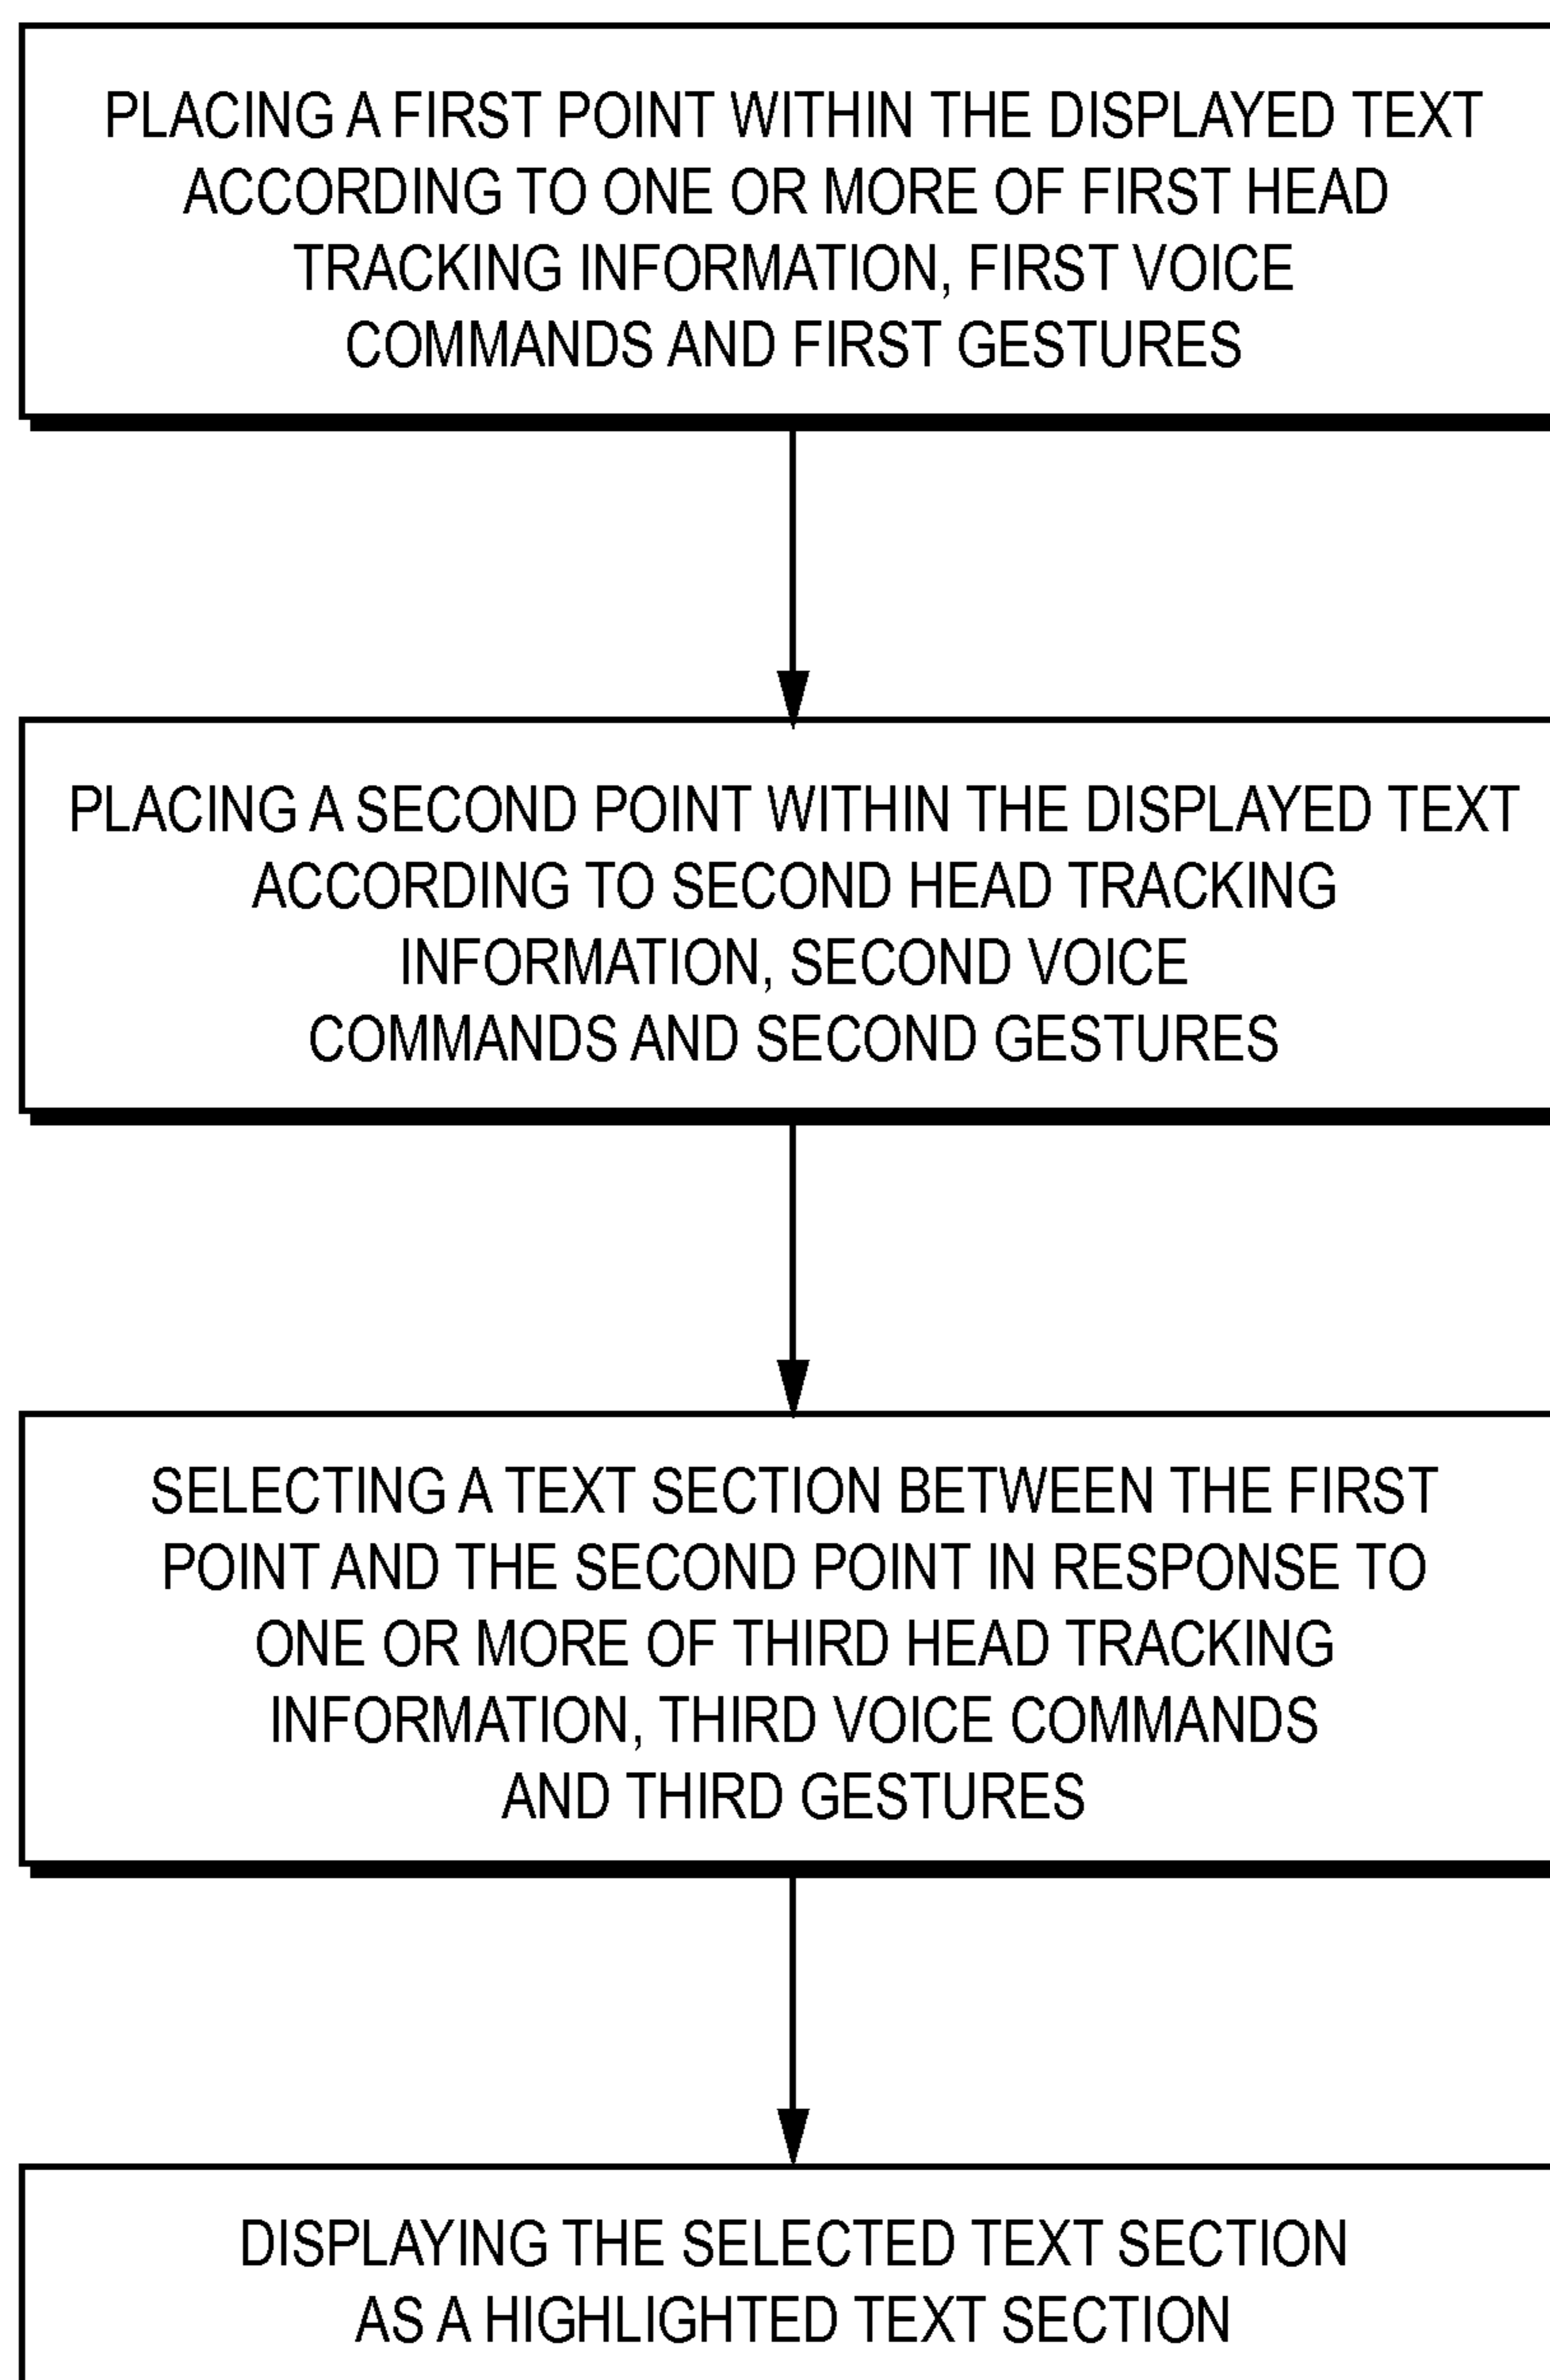 PLACING A FIRST POINT WITHIN THE DISPLAYED TEXT
ACCORDING TO ONE OR MORE OF FIRST HEAD
TRACKING INFORMATION, FIRST VOICE
COMMANDS AND FIRST GESTURES
PLACING A SECOND POINT WITHIN THE DISPLAYED TEXT
ACCORDING TO SECOND HEAD TRACKING
INFORMATION, SECOND VOICE
COMMANDS AND SECOND GESTURES
SELECTING A TEXT SECTION BETWEEN THE FIRST
POINT AND THE SECOND POINT IN RESPONSE TO
ONE OR MORE OF THIRD HEAD TRACKING
INFORMATION, THIRD VOICE COMMANDS
AND THIRD GESTURES
DISPLAYING THE SELECTED TEXT SECTION
AS A HIGHLIGHTED TEXT SECTION